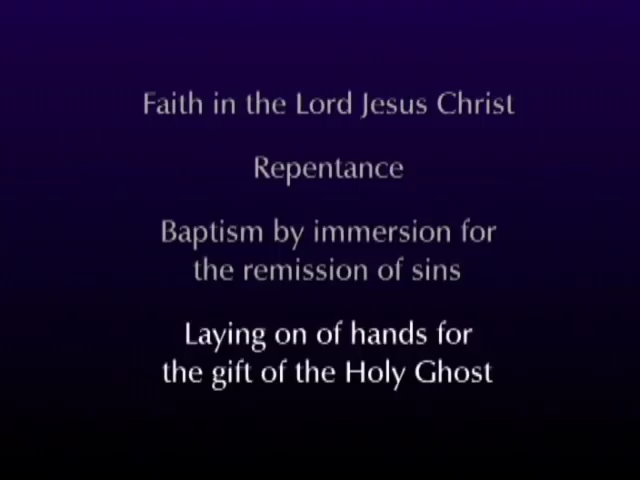 Faith in the Lord Jesus Christ
Repentance
Baptism by immersion for
the remission of sins
Laying on of hands for
the gift of the Holy Ghost